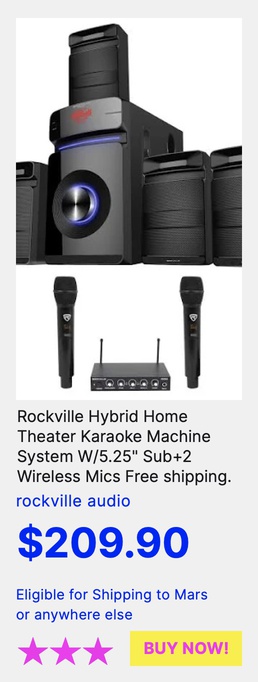 Rockville Hybrid Home
Theater Karaoke Machine
System W/5.25" Sub+2
Wireless Mics Free shipping.
rockville audio
$209.90
Eligible for Shipping to Mars
or anywhere else
BUY NOW!